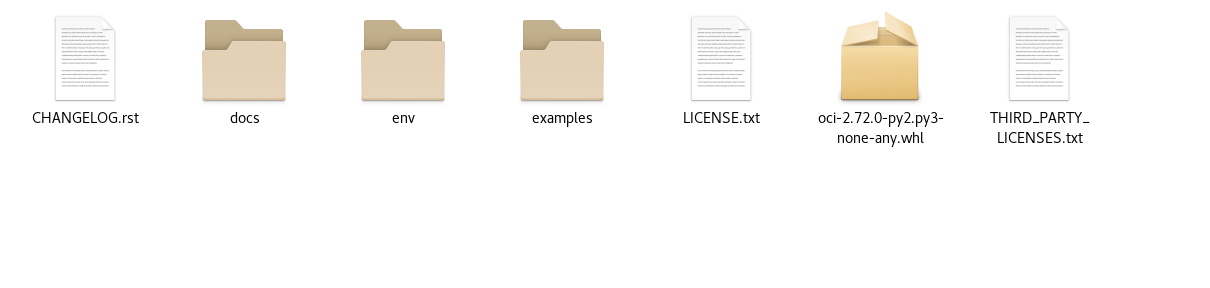 CHANGELOG.rst
docs
env
examples
LICENSE.txt
oci-2.72.0-py2.py3-
none-any.whl
THIRD_PARTY_
LICENSES.txt